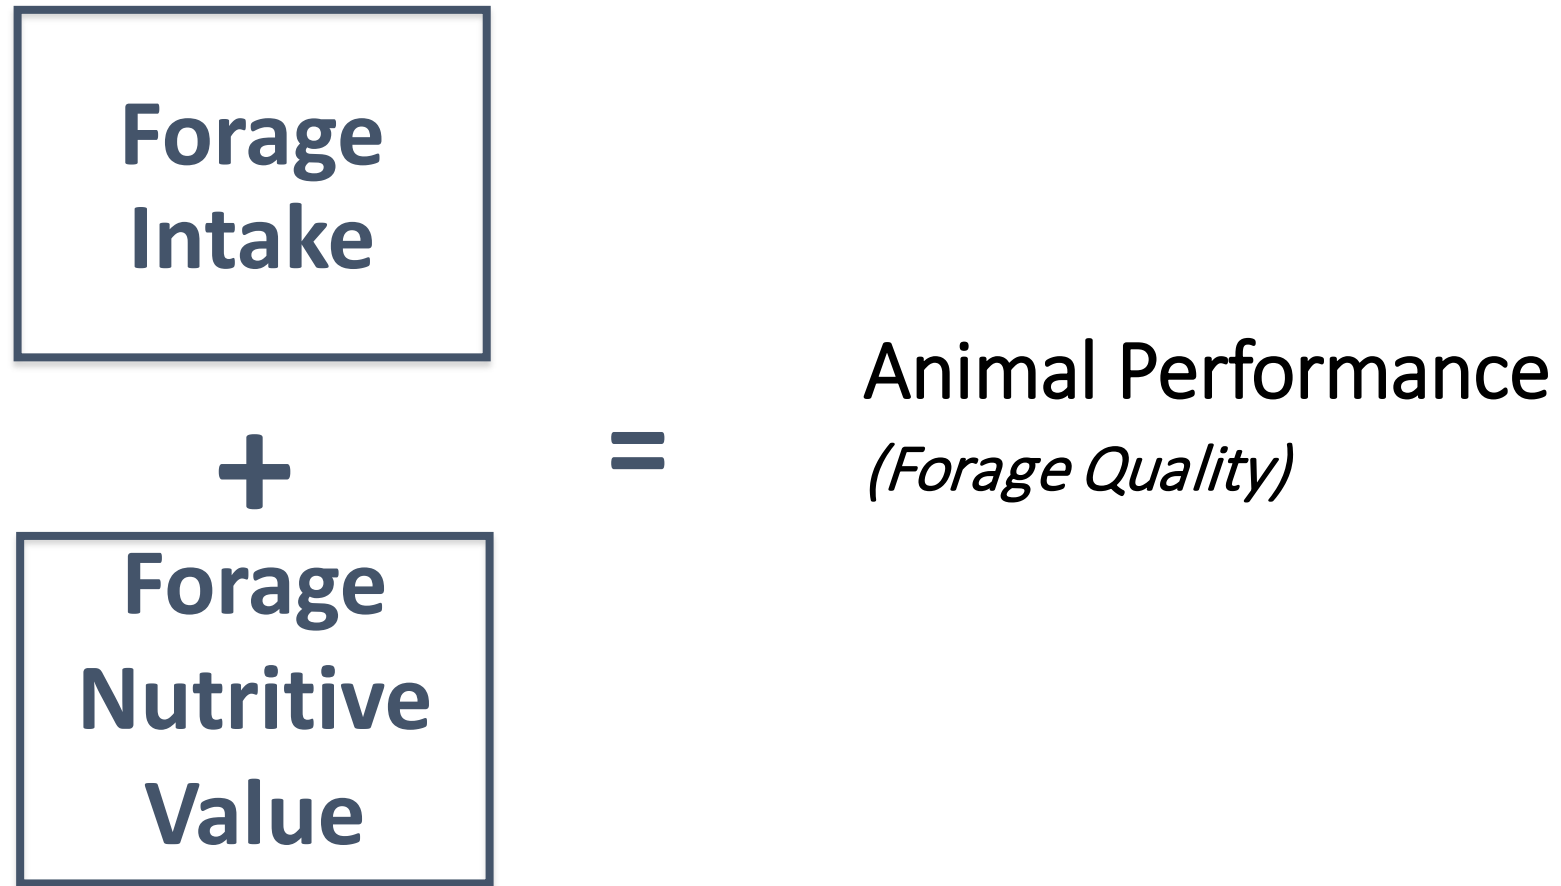 Forage
Intake
+
Forage
Nutritive
Value
=
Animal Performance
(Forage Quality)